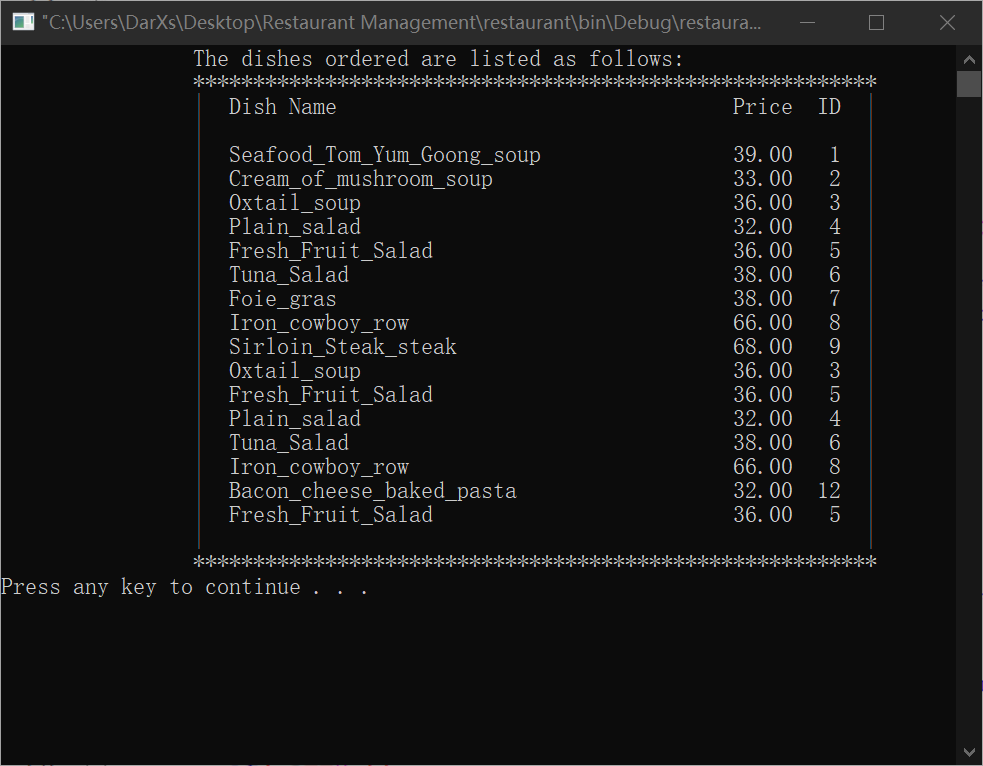 "C:\Users\DarXs\Desktop\Restaurant Management\restaurant\bin\Debug\restaura...
The dishes ordered are listed as follows:
*********************************************************
Dish Name Price ID
Seafood_Tom_Yum_Goong_soup 39.00 1
Cream_of_mushroom_soup 33.00 2
Oxtail_soup 36.00 3
Plain_salad 32.00 4
Fresh_Fruit_Salad 36.00 5
Tuna_Salad 38.00 6
Foie_gras 38.00 7
Iron_cowboy_row 66.00 8
Sirloin_Steak_steak 68.00 9
Oxtail_soup 36.00 3
Fresh_Fruit_Salad 36.00 5
Plain_salad 32.00 4
Tuna_Salad 38.00 6
Iron_cowboy_row 66.00 8
Bacon_cheese_baked_pasta 32.00 12
Fresh_Fruit_Salad 36.00 5
*********************************************************
Press any key to continue . . .